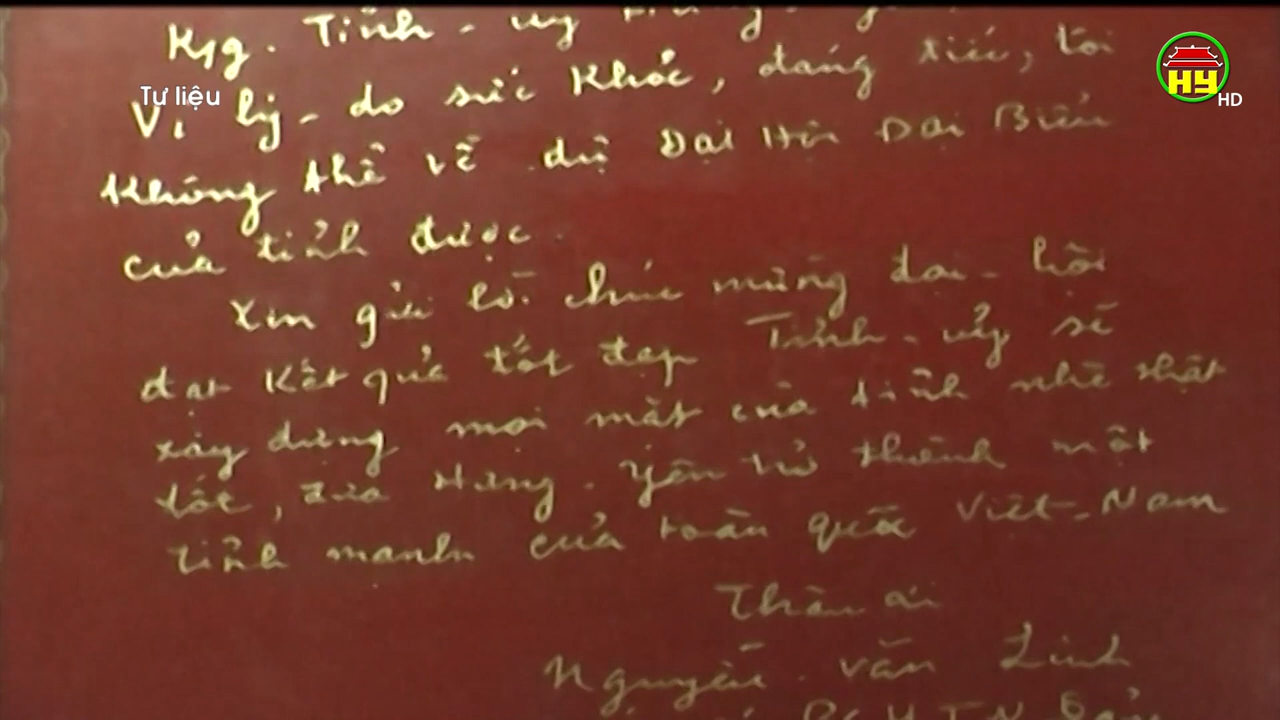 Kg. Tỉnh - ủy
Vì lý - do sức khỏe, đáng tiếc, tôi
không thể về dự Đại Hội Đại Biểu
của tỉnh được.
Xin gửi lời chúc mừng đại - hội
đạt kết quả tốt đẹp Tỉnh - ủy sẽ
xây dựng mọi mặt của tỉnh nhà thật
tốt, đưa Hưng - Yên trở thành một
tỉnh mạnh của toàn quốc Việt - Nam
Thân ái
Nguyễn văn Linh
Tư liệu
HY
HD